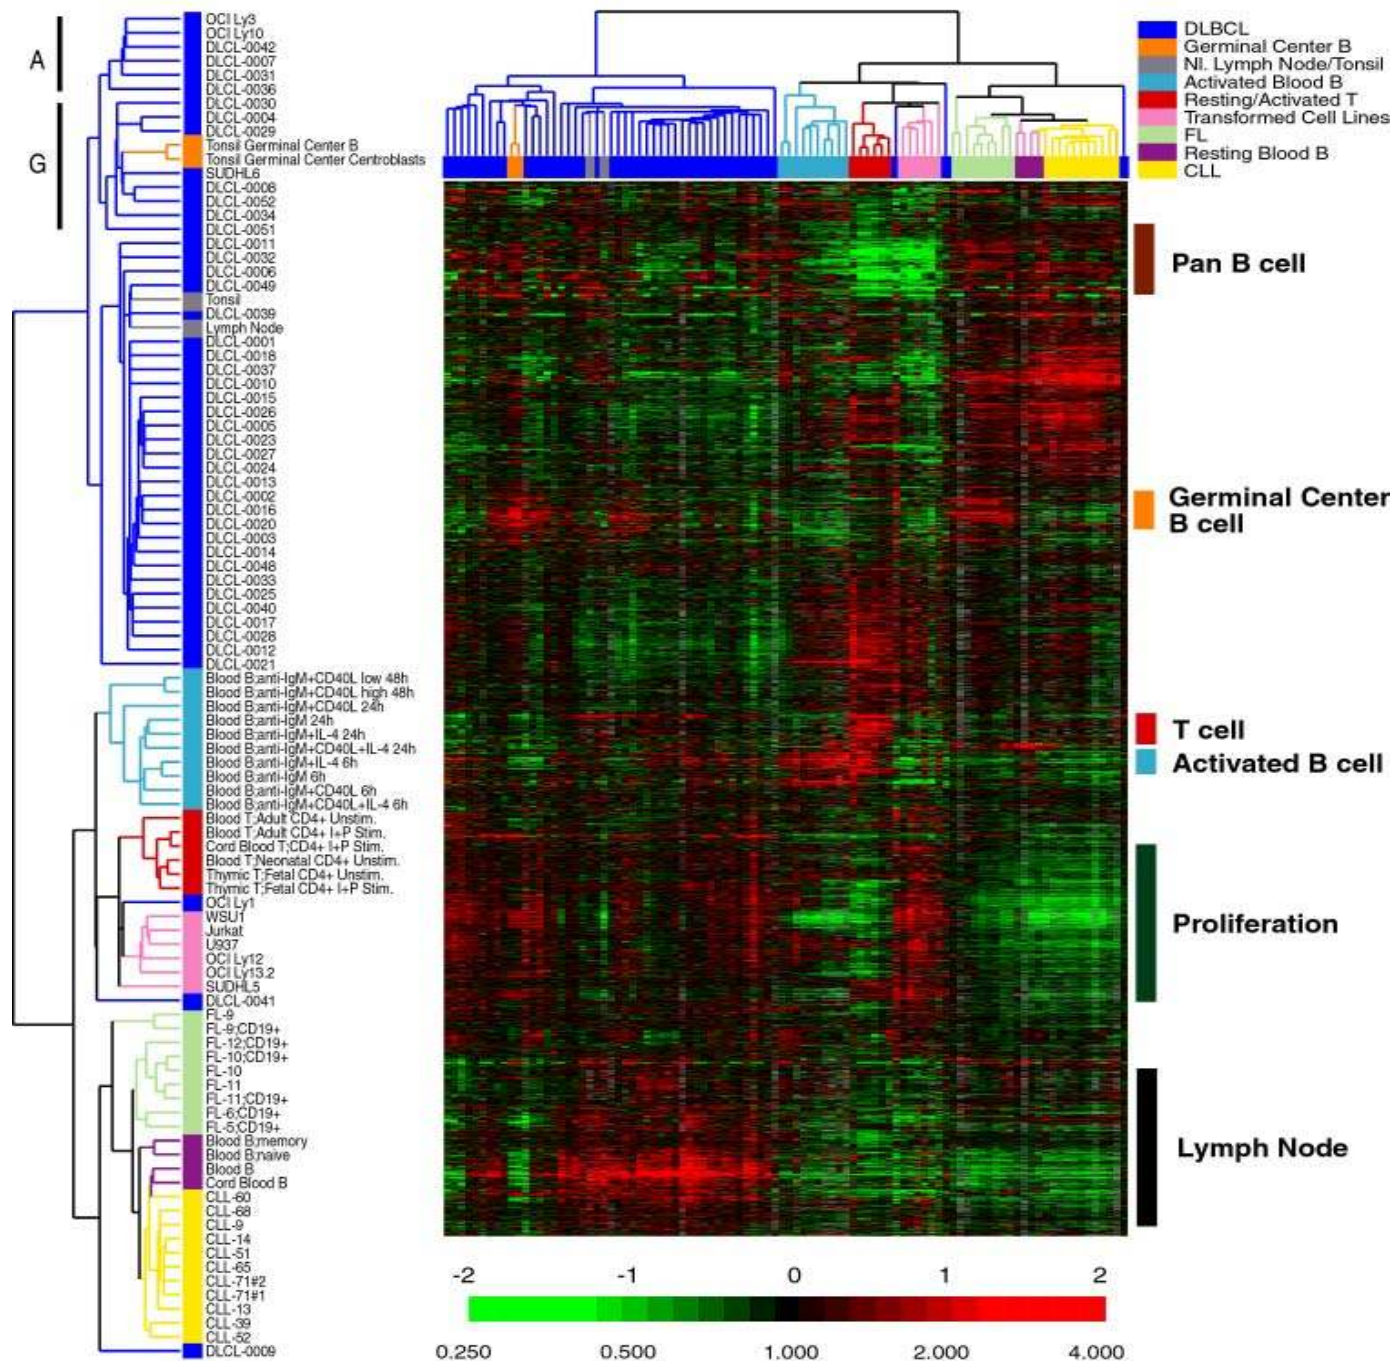 A
G
OCI Ly3
OCI Ly10
DLCL-0042
DLCL-0007
DLCL-0031
DLCL-0036
DLCL-0030
DLCL-0004
DLCL-0029
Tonsil Germinal Center B
Tonsil Germinal Center Centroblasts
SUDHL6
DLCL-0008
DLCL-0052
DLCL-0034
DLCL-0051
DLCL-0011
DLCL-0032
DLCL-0006
DLCL-0049
Tonsil
DLCL-0039
Lymph Node
DLCL-0001
DLCL-0018
DLCL-0037
DLCL-0010
DLCL-0015
DLCL-0026
DLCL-0005
DLCL-0023
DLCL-0027
DLCL-0024
DLCL-0013
DLCL-0002
DLCL-0016
DLCL-0020
DLCL-0003
DLCL-0014
DLCL-0048
DLCL-0033
DLCL-0025
DLCL-0040
DLCL-0017
DLCL-0028
DLCL-0012
DLCL-0021
Blood B;anti-IgM+CD40L low 48h
Blood B;anti-IgM+CD40L high 48h
Blood B;anti-IgM+CD40L 24h
Blood B;anti-IgM 24h
Blood B;anti-IgM+IL-4 24h
Blood B;anti-IgM+CD40L+IL-4 24h
Blood B;anti-IgM+IL-4 6h
Blood B;anti-IgM 6h
Blood B;anti-IgM+CD40L 6h
Blood B;anti-IgM+CD40L+IL-4 6h
Blood T;Adult CD4+ Unstim.
Blood T;Adult CD4+ I+P Stim.
Cord Blood T;CD4+ I+P Stim.
Blood T;Neonatal CD4+ Unstim.
Thymic T;Fetal CD4+ Unstim.
Thymic T;Fetal CD4+ I+P Stim.
OCI Ly1
WSU1
Jurkat
U937
OCI Ly12
OCI Ly13.2
SUDHL5
DLCL-0041
FL-9
FL-9;CD19+
FL-12;CD19+
FL-10;CD19+
FL-10
FL-11
FL-11;CD19+
FL-6;CD19+
FL-5;CD19+
Blood B;memory
Blood B;naive
Blood B
Cord Blood B
CLL-60
CLL-68
CLL-9
CLL-14
CLL-51
CLL-65
CLL-71#2
CLL-71#1
CLL-13
CLL-39
CLL-52
DLCL-0009
DLBCL
Germinal Center B
Nl. Lymph Node/Tonsil
Activated Blood B
Resting/Activated T
Transformed Cell Lines
FL
Resting Blood B
CLL
Pan B cell
Germinal Center
B cell
T cell
Activated B cell
Proliferation
Lymph Node
-2 -1 0 1 2
0.250 0.500 1.000 2.000 4.000